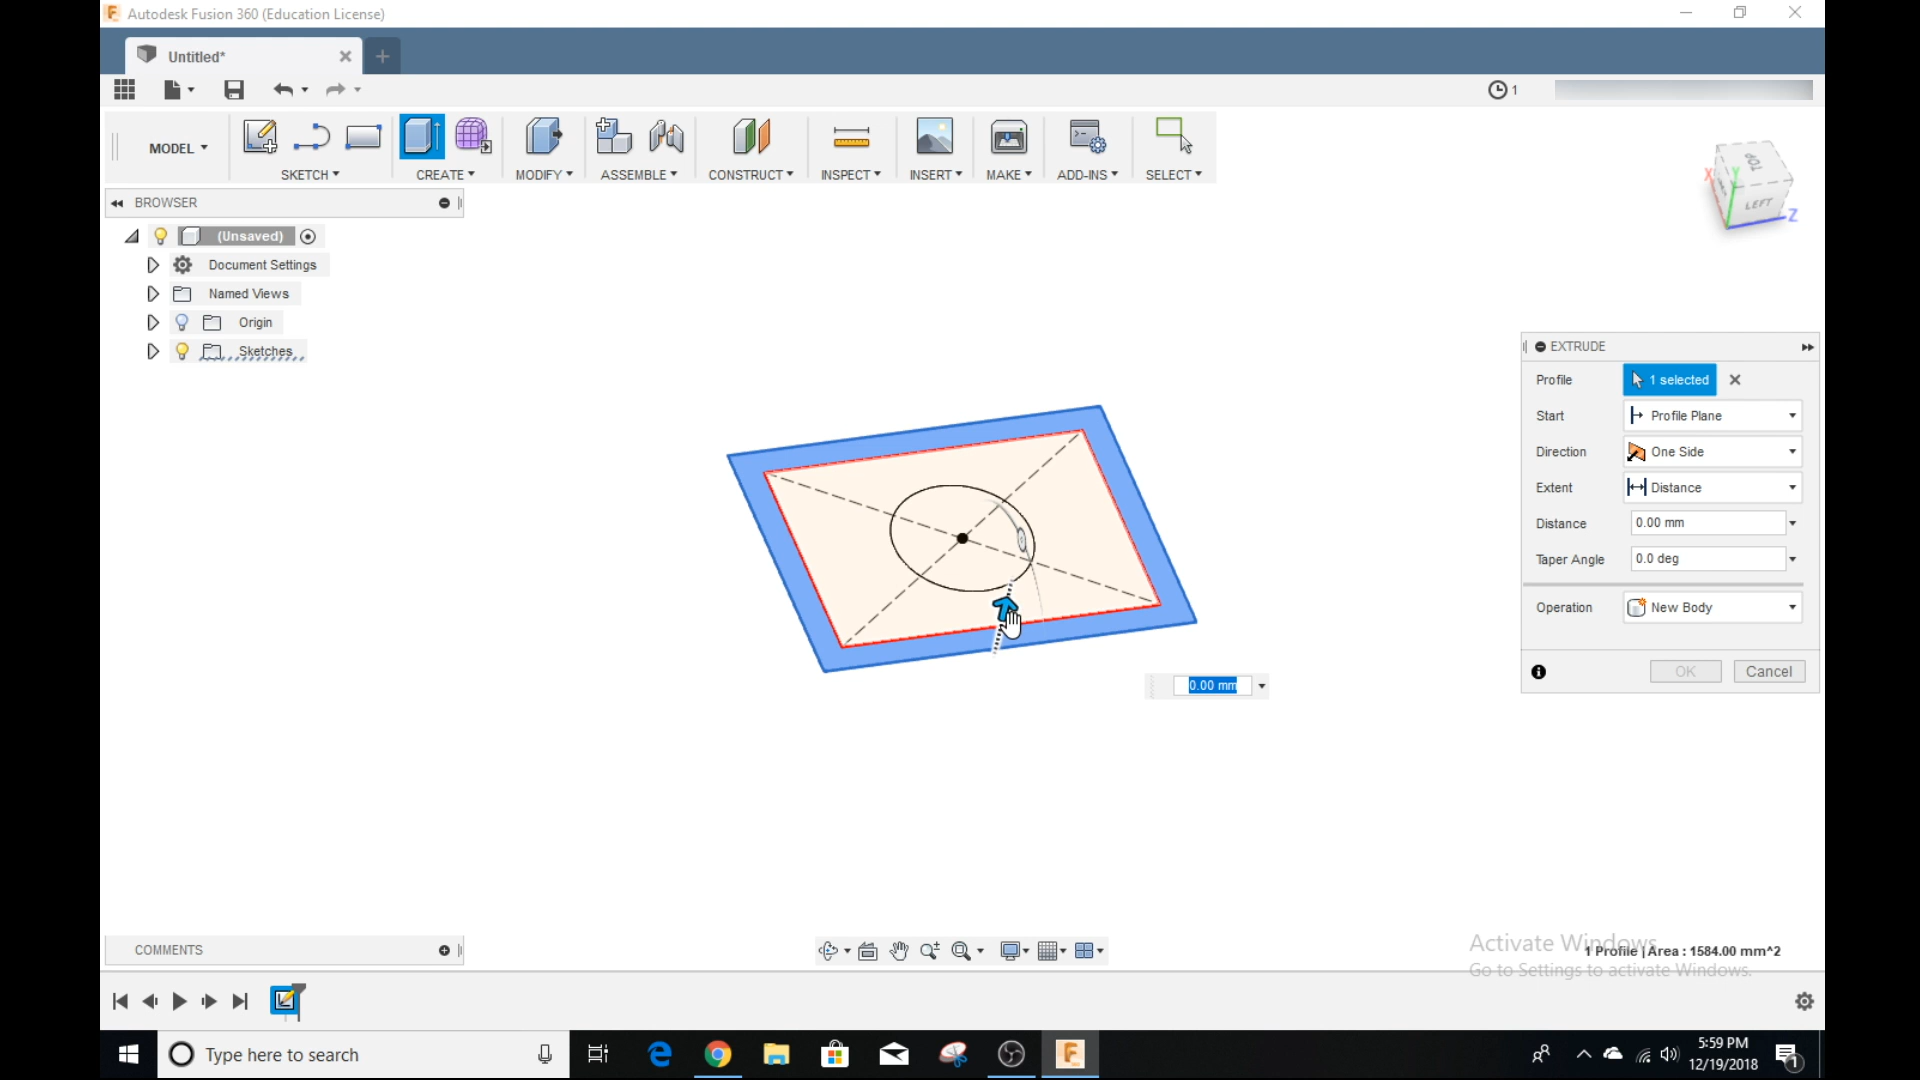 Autodesk Fusion 360 (Education License)
Untitled*
1
MODEL
SKETCH
CREATE
MODIFY
ASSEMBLE
CONSTRUCT
INSPECT
INSERT
MAKE
ADD-INS
SELECT
TOP
LEFT
X
Y
Z
BROWSER
(Unsaved)
Document Settings
Named Views
Origin
Sketches
EXTRUDE
Profile 1 selected
Start Profile Plane
Direction One Side
Extent Distance
Distance 0.00 mm
Taper Angle 0.0 deg
Operation New Body
OK Cancel
0.00 mm
COMMENTS
Activate Windows
1 Profile | Area : 1584.00 mm^2
Go to Settings to activate Windows.
Type here to search
5:59 PM
12/19/2018
1